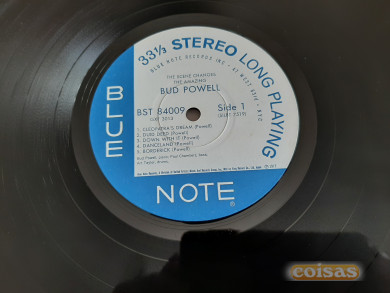 33⅓ STEREO LONG PLAYING
BLUE NOTE RECORDS INC · 47 WEST 63rd · NYC
THE SCENE CHANGES
THE AMAZING
BUD POWELL
BST 84009
Side 1
1. CLEOPATRA'S DREAM (Powell)
2. DUID DEED (Powell)
3. DOWN WITH IT (Powell)
4. DANCELAND (Powell)
5. BORDERICK (Powell)
Bud Powell, piano; Paul Chambers, bass;
Art Taylor, drums.
BLUE
NOTE
coisas